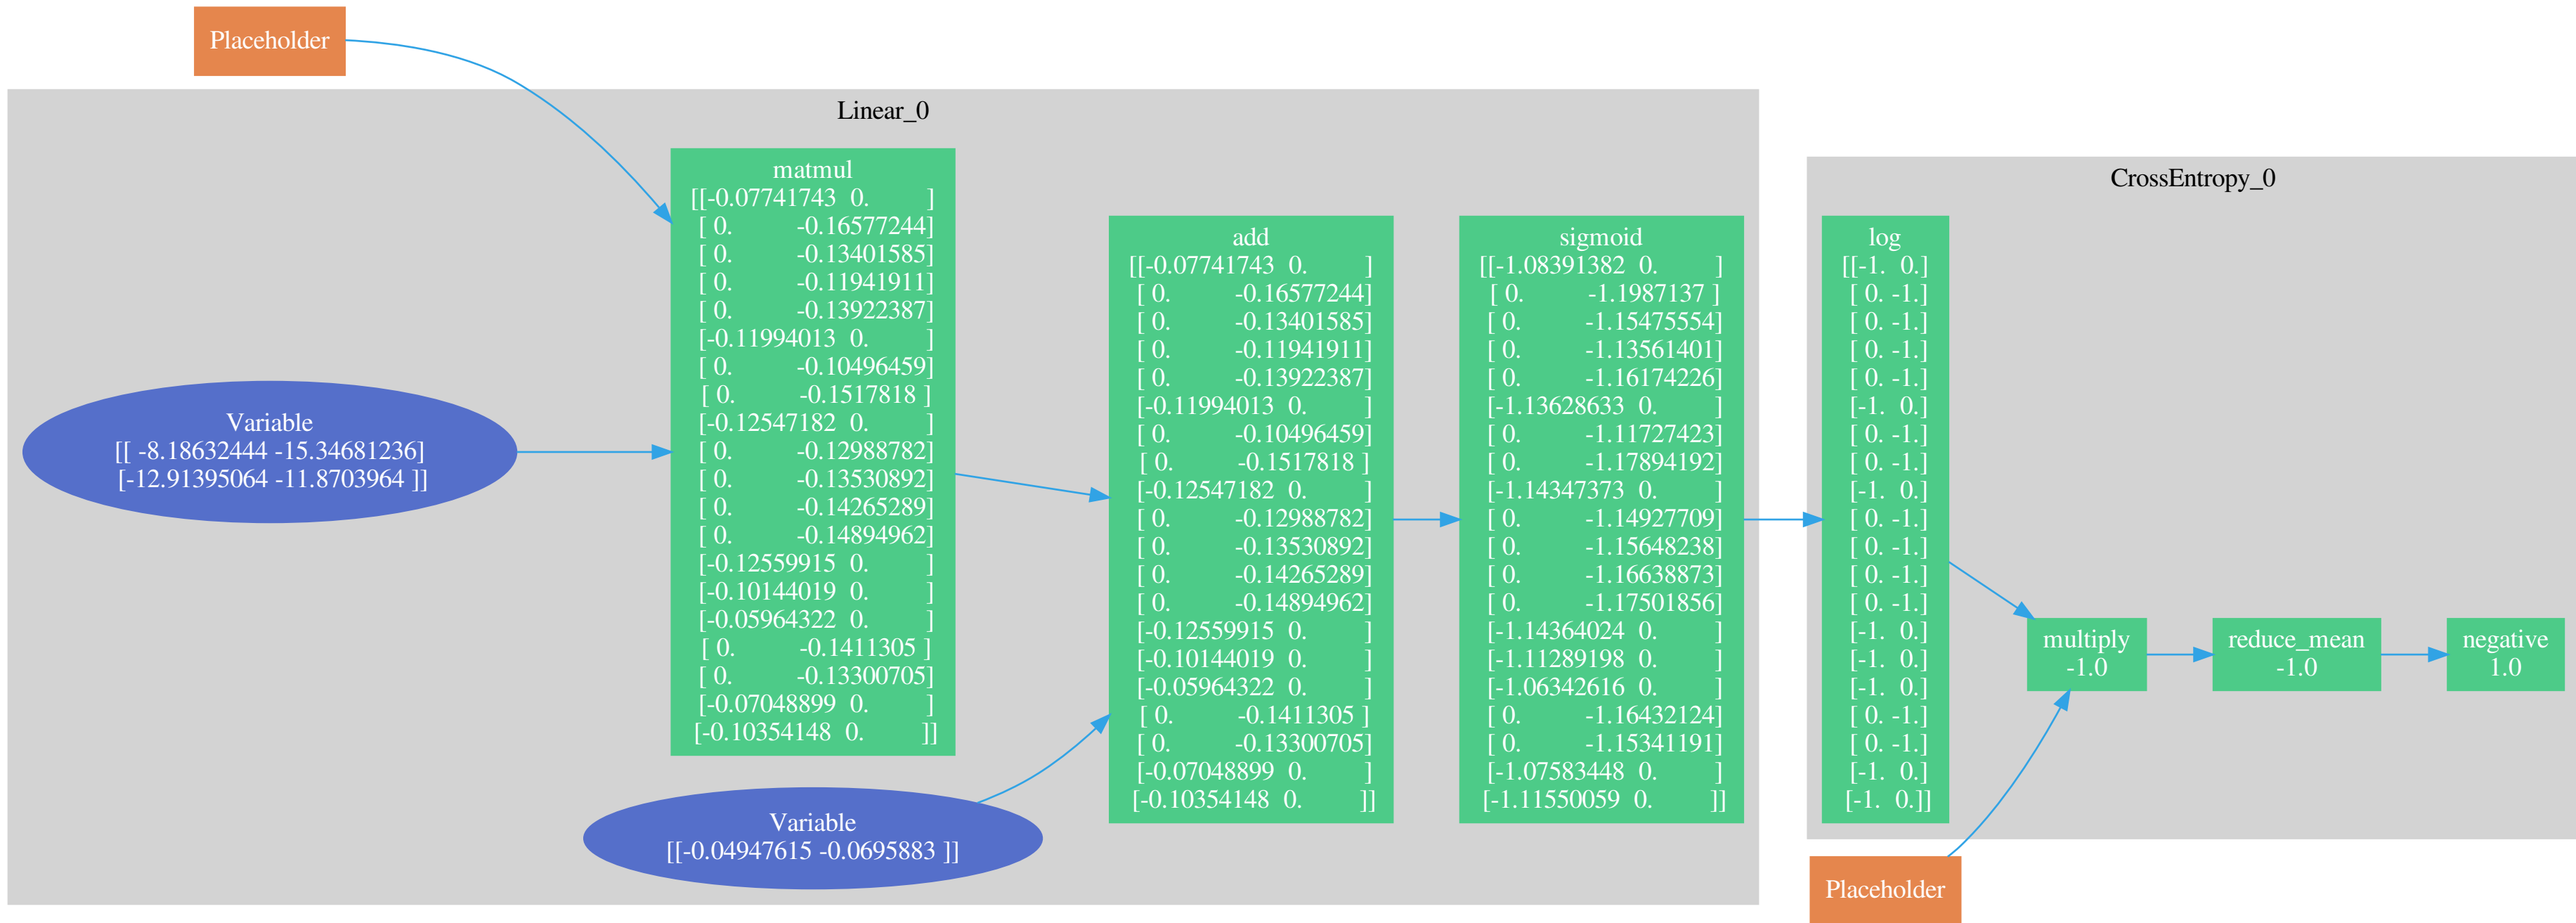 Placeholder
Linear_0
matmul
[[-0.07741743 0. ]
[ 0. -0.16577244]
[ 0. -0.13401585]
[ 0. -0.11941911]
[ 0. -0.13922387]
[-0.11994013 0. ]
[ 0. -0.10496459]
[ 0. -0.1517818 ]
[-0.12547182 0. ]
[ 0. -0.12988782]
[ 0. -0.13530892]
[ 0. -0.14265289]
[ 0. -0.14894962]
[-0.12559915 0. ]
[-0.10144019 0. ]
[-0.05964322 0. ]
[ 0. -0.1411305 ]
[ 0. -0.13300705]
[-0.07048899 0. ]
[-0.10354148 0. ]]
Variable
[[ -8.18632444 -15.34681236]
[-12.91395064 -11.8703964 ]]
Variable
[[-0.04947615 -0.0695883 ]]
add
[[-0.07741743 0. ]
[ 0. -0.16577244]
[ 0. -0.13401585]
[ 0. -0.11941911]
[ 0. -0.13922387]
[-0.11994013 0. ]
[ 0. -0.10496459]
[ 0. -0.1517818 ]
[-0.12547182 0. ]
[ 0. -0.12988782]
[ 0. -0.13530892]
[ 0. -0.14265289]
[ 0. -0.14894962]
[-0.12559915 0. ]
[-0.10144019 0. ]
[-0.05964322 0. ]
[ 0. -0.1411305 ]
[ 0. -0.13300705]
[-0.07048899 0. ]
[-0.10354148 0. ]]
sigmoid
[[-1.08391382 0. ]
[ 0. -1.1987137 ]
[ 0. -1.15475554]
[ 0. -1.13561401]
[ 0. -1.16174226]
[-1.13628633 0. ]
[ 0. -1.11727423]
[ 0. -1.17894192]
[-1.14347373 0. ]
[ 0. -1.14927709]
[ 0. -1.15648238]
[ 0. -1.16638873]
[ 0. -1.17501856]
[-1.14364024 0. ]
[-1.11289198 0. ]
[-1.06342616 0. ]
[ 0. -1.16432124]
[ 0. -1.15341191]
[-1.07583448 0. ]
[-1.11550059 0. ]]
CrossEntropy_0
log
[[-1. 0.]
[ 0. -1.]
[ 0. -1.]
[ 0. -1.]
[ 0. -1.]
[-1. 0.]
[ 0. -1.]
[ 0. -1.]
[-1. 0.]
[ 0. -1.]
[ 0. -1.]
[ 0. -1.]
[ 0. -1.]
[-1. 0.]
[-1. 0.]
[-1. 0.]
[ 0. -1.]
[ 0. -1.]
[-1. 0.]
[-1. 0.]]
multiply
-1.0
reduce_mean
-1.0
negative
1.0
Placeholder